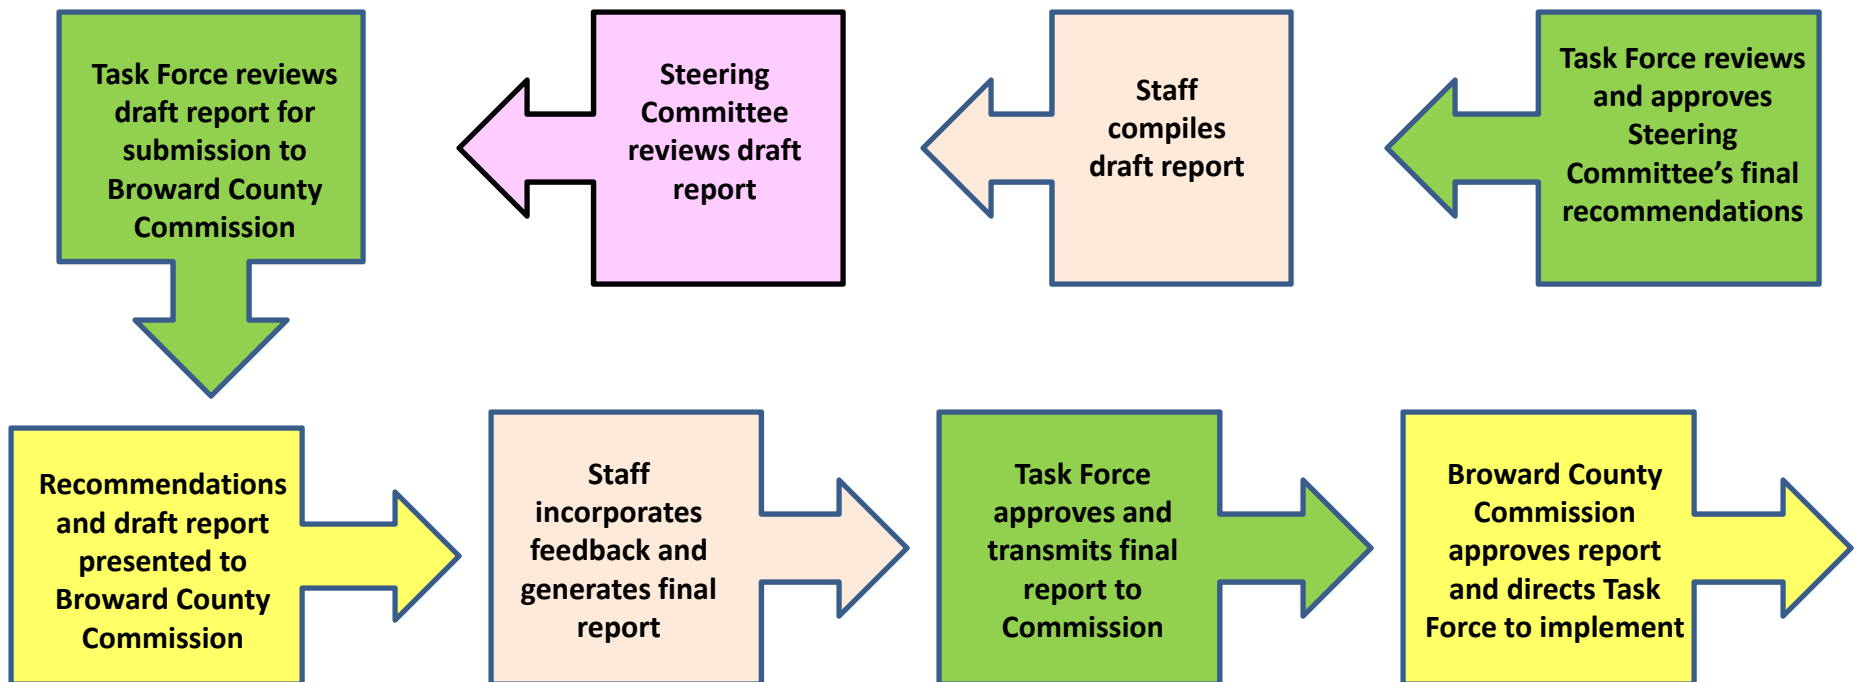 Task Force reviews
draft report for
submission to
Broward County
Commission
Steering
Committee
reviews draft
report
Staff
compiles
draft report
Task Force reviews
and approves
Steering
Committee’s final
recommendations
Recommendations
and draft report
presented to
Broward County
Commission
Staff
incorporates
feedback and
generates final
report
Task Force
approves and
transmits final
report to
Commission
Broward County
Commission
approves report
and directs Task
Force to implement